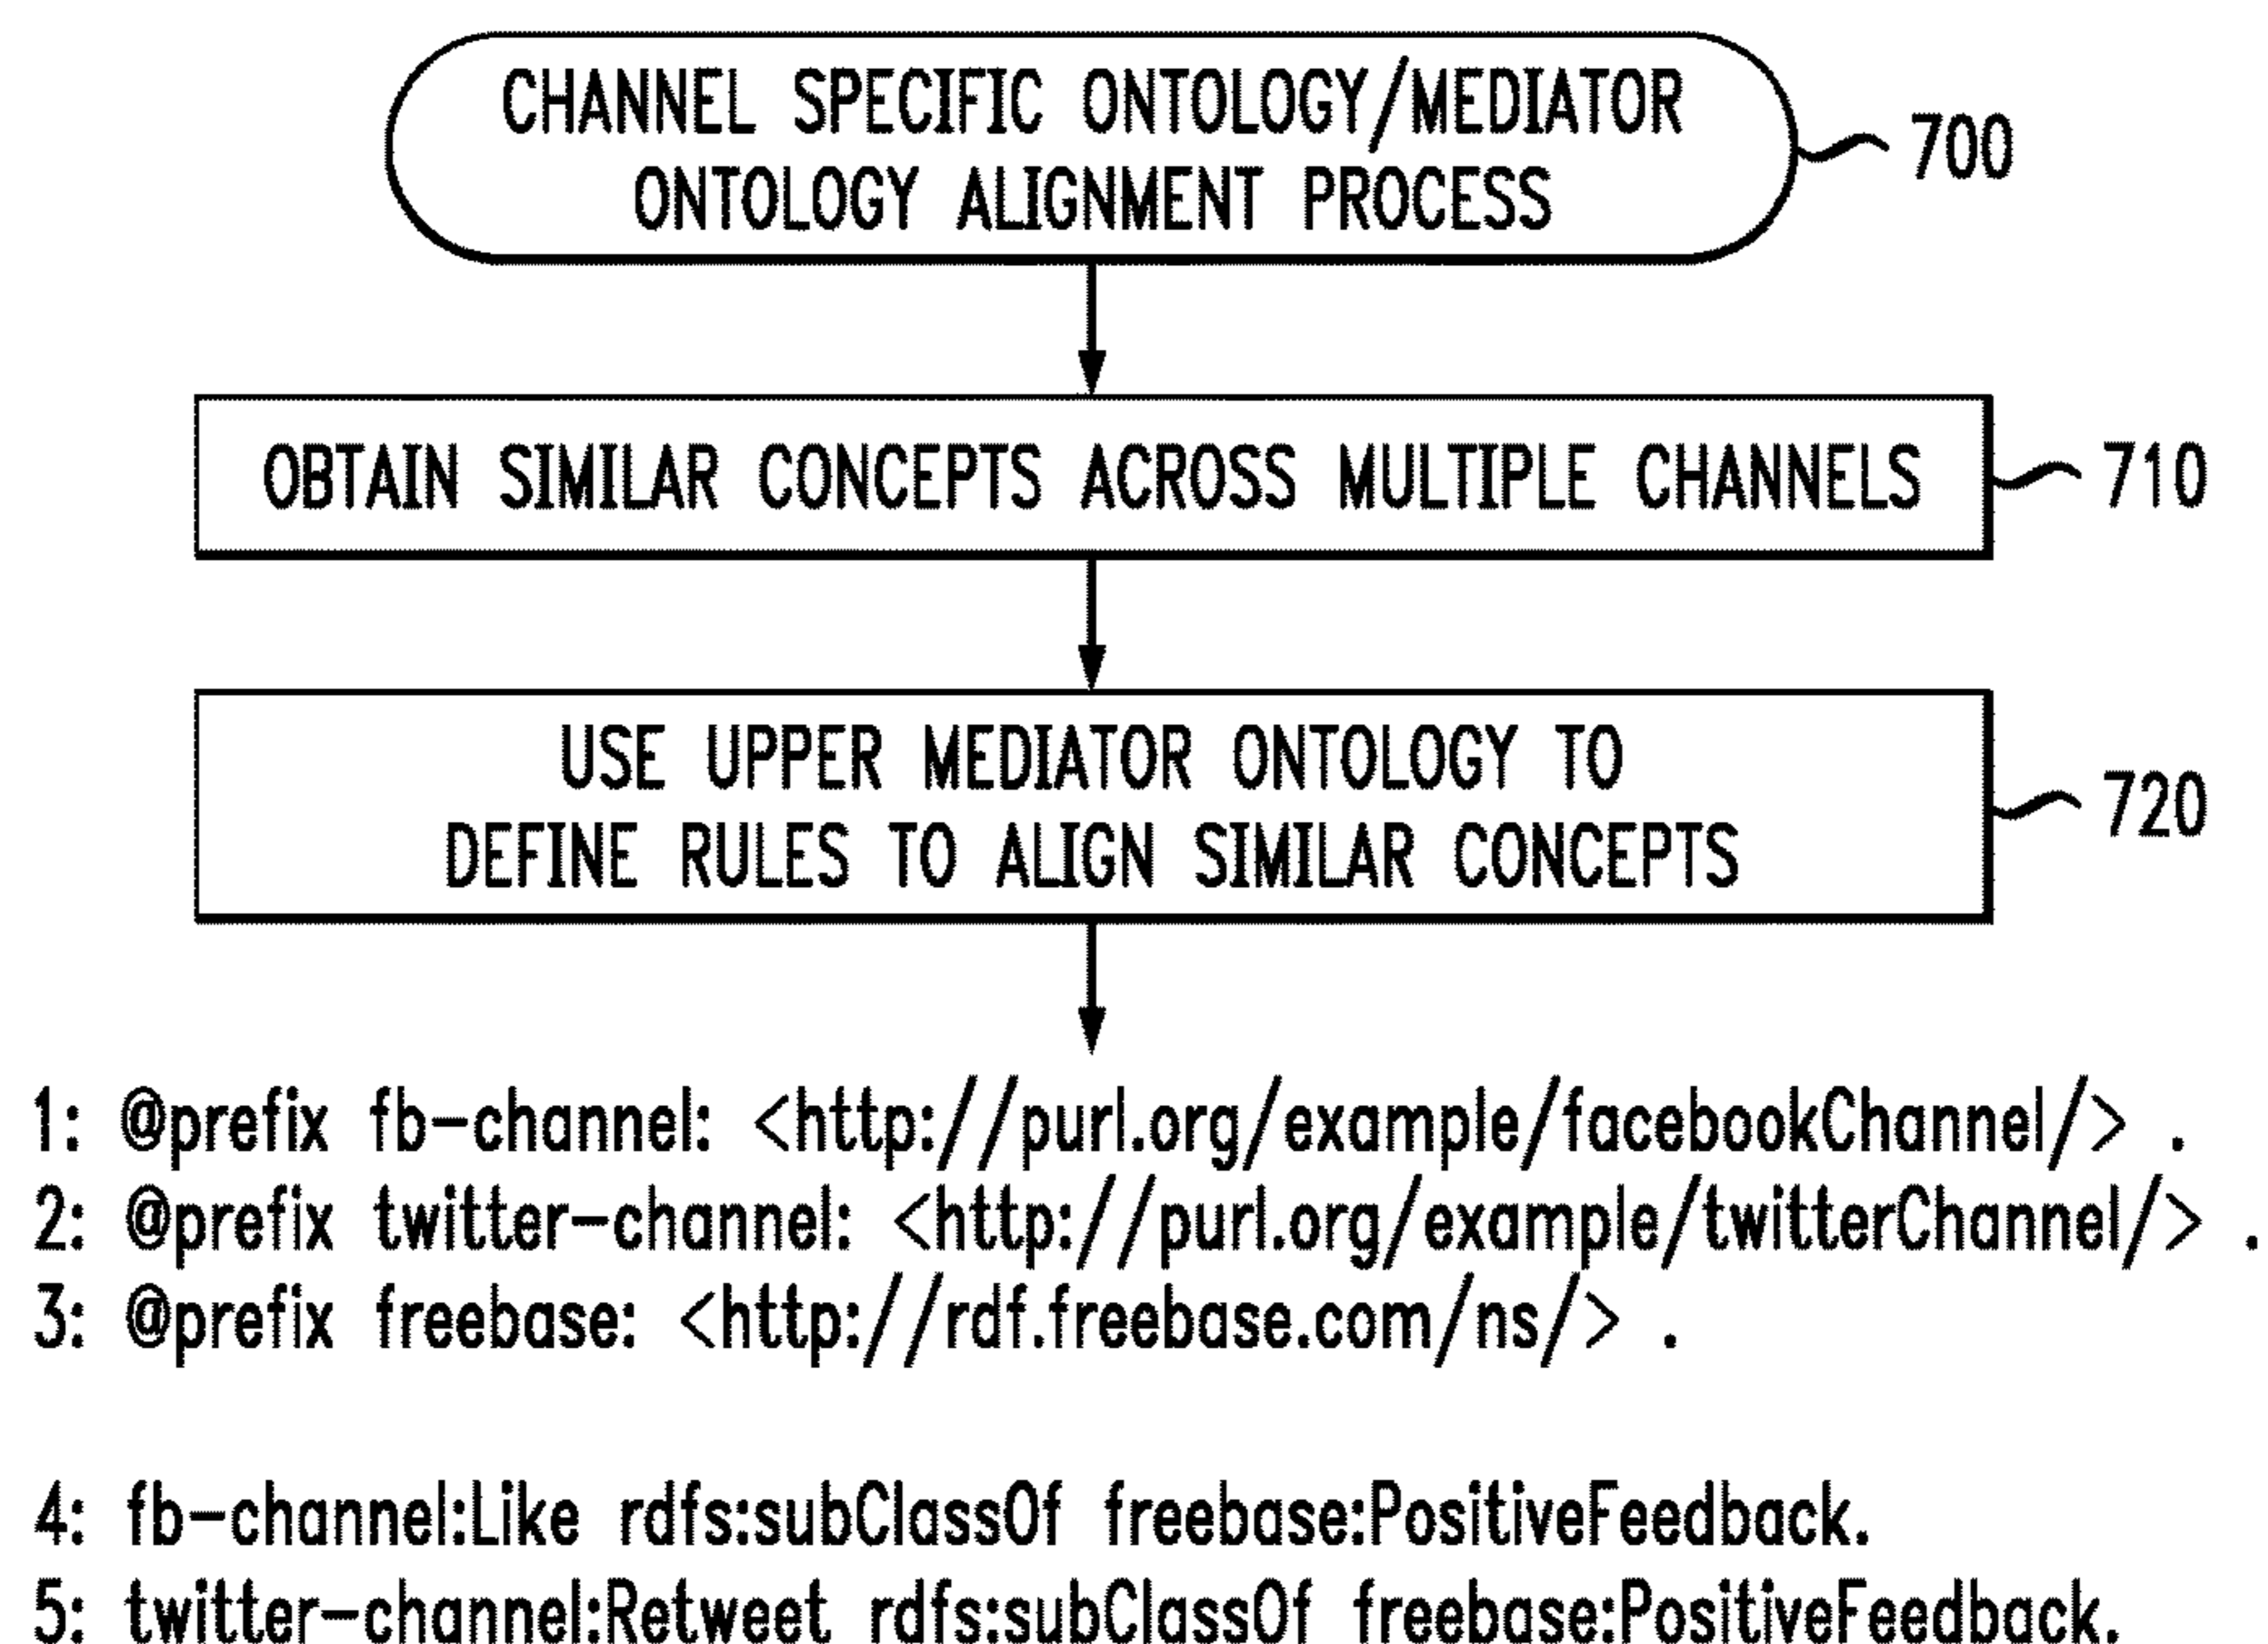 CHANNEL SPECIFIC ONTOLOGY/MEDIATOR
ONTOLOGY ALIGNMENT PROCESS
700
OBTAIN SIMILAR CONCEPTS ACROSS MULTIPLE CHANNELS
710
USE UPPER MEDIATOR ONTOLOGY TO
DEFINE RULES TO ALIGN SIMILAR CONCEPTS
720
1: @prefix fb-channel: <http://purl.org/example/facebookChannel/> .
2: @prefix twitter-channel: <http://purl.org/example/twitterChannel/> .
3: @prefix freebase: <http://rdf.freebase.com/ns/> .
4: fb-channel:Like rdfs:subClassOf freebase:PositiveFeedback.
5: twitter-channel:Retweet rdfs:subClassOf freebase:PositiveFeedback.